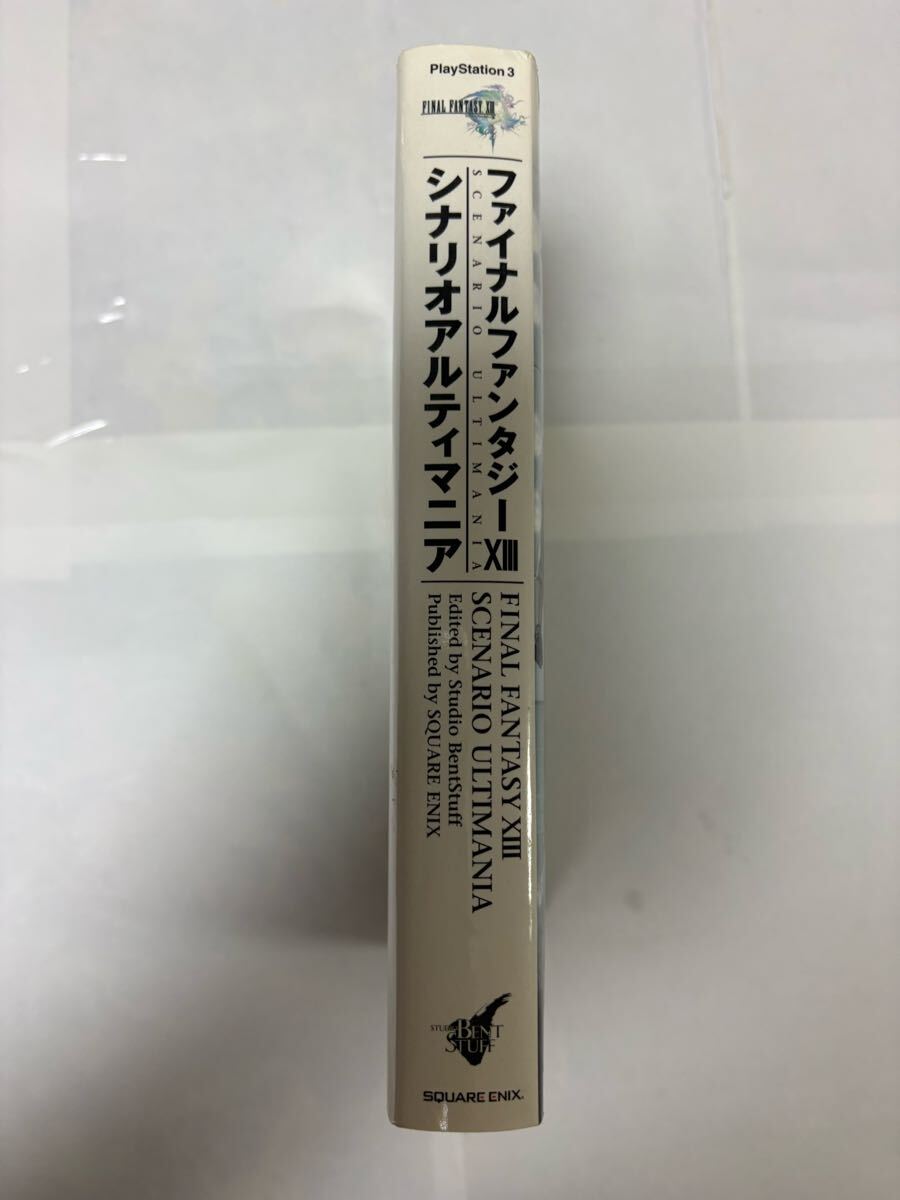 PlayStation 3
FINAL FANTASY XIII
ファイナルファンタジーXIII
SCENARIO ULTIMANIA
シナリオアルティマニア
FINAL FANTASY XIII
SCENARIO ULTIMANIA
Edited by Studio BentStuff
Published by SQUARE ENIX
STUDIO BENT
STUFF
SQUARE ENIX.